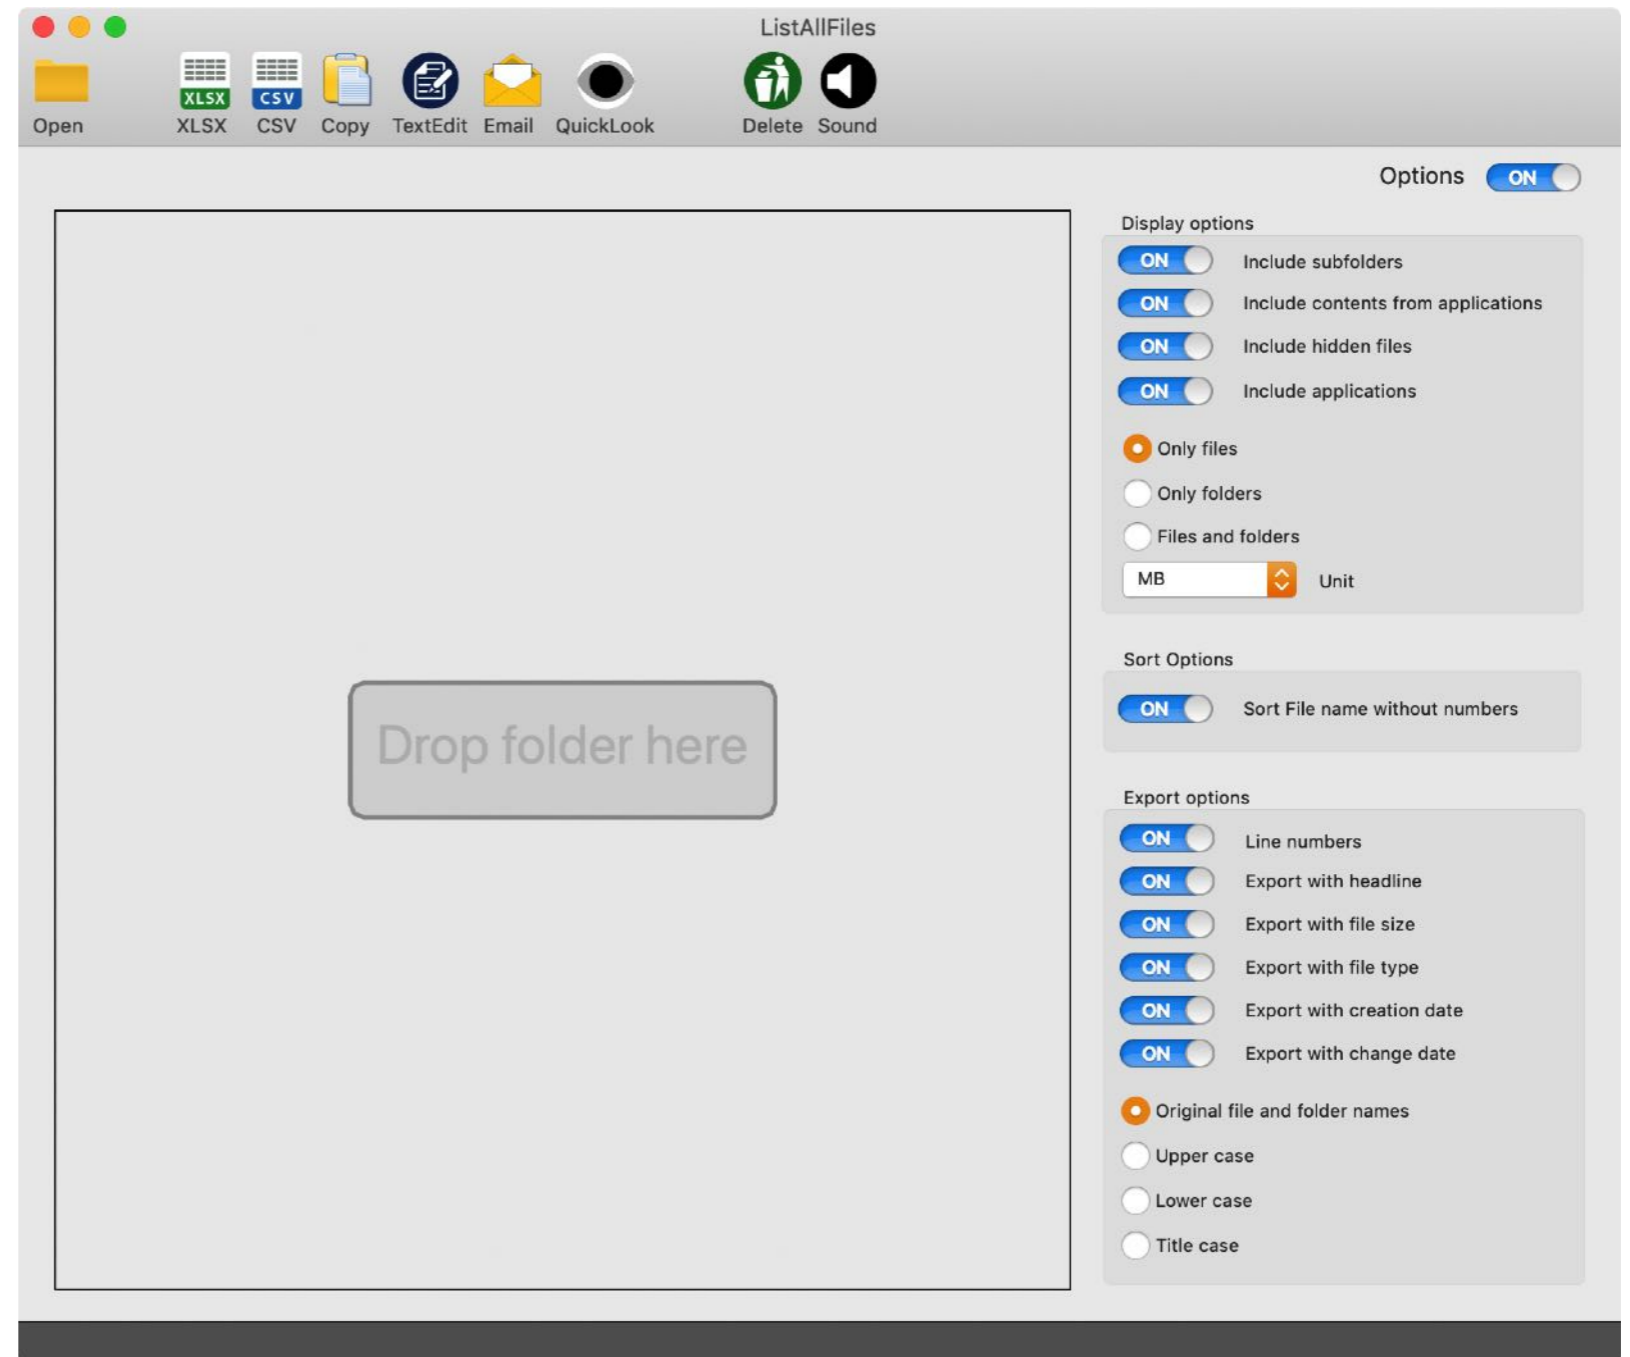 ListAllFiles
XLSX
CSV
Open
XLSX
CSV
Copy
TextEdit
Email
QuickLook
Delete
Sound
Options
ON
Display options
ON
Include subfolders
ON
Include contents from applications
ON
Include hidden files
ON
Include applications
Only files
Only folders
Files and folders
MB
Unit
Sort Options
ON
Sort File name without numbers
Drop folder here
Export options
ON
Line numbers
ON
Export with headline
ON
Export with file size
ON
Export with file type
ON
Export with creation date
ON
Export with change date
Original file and folder names
Upper case
Lower case
Title case